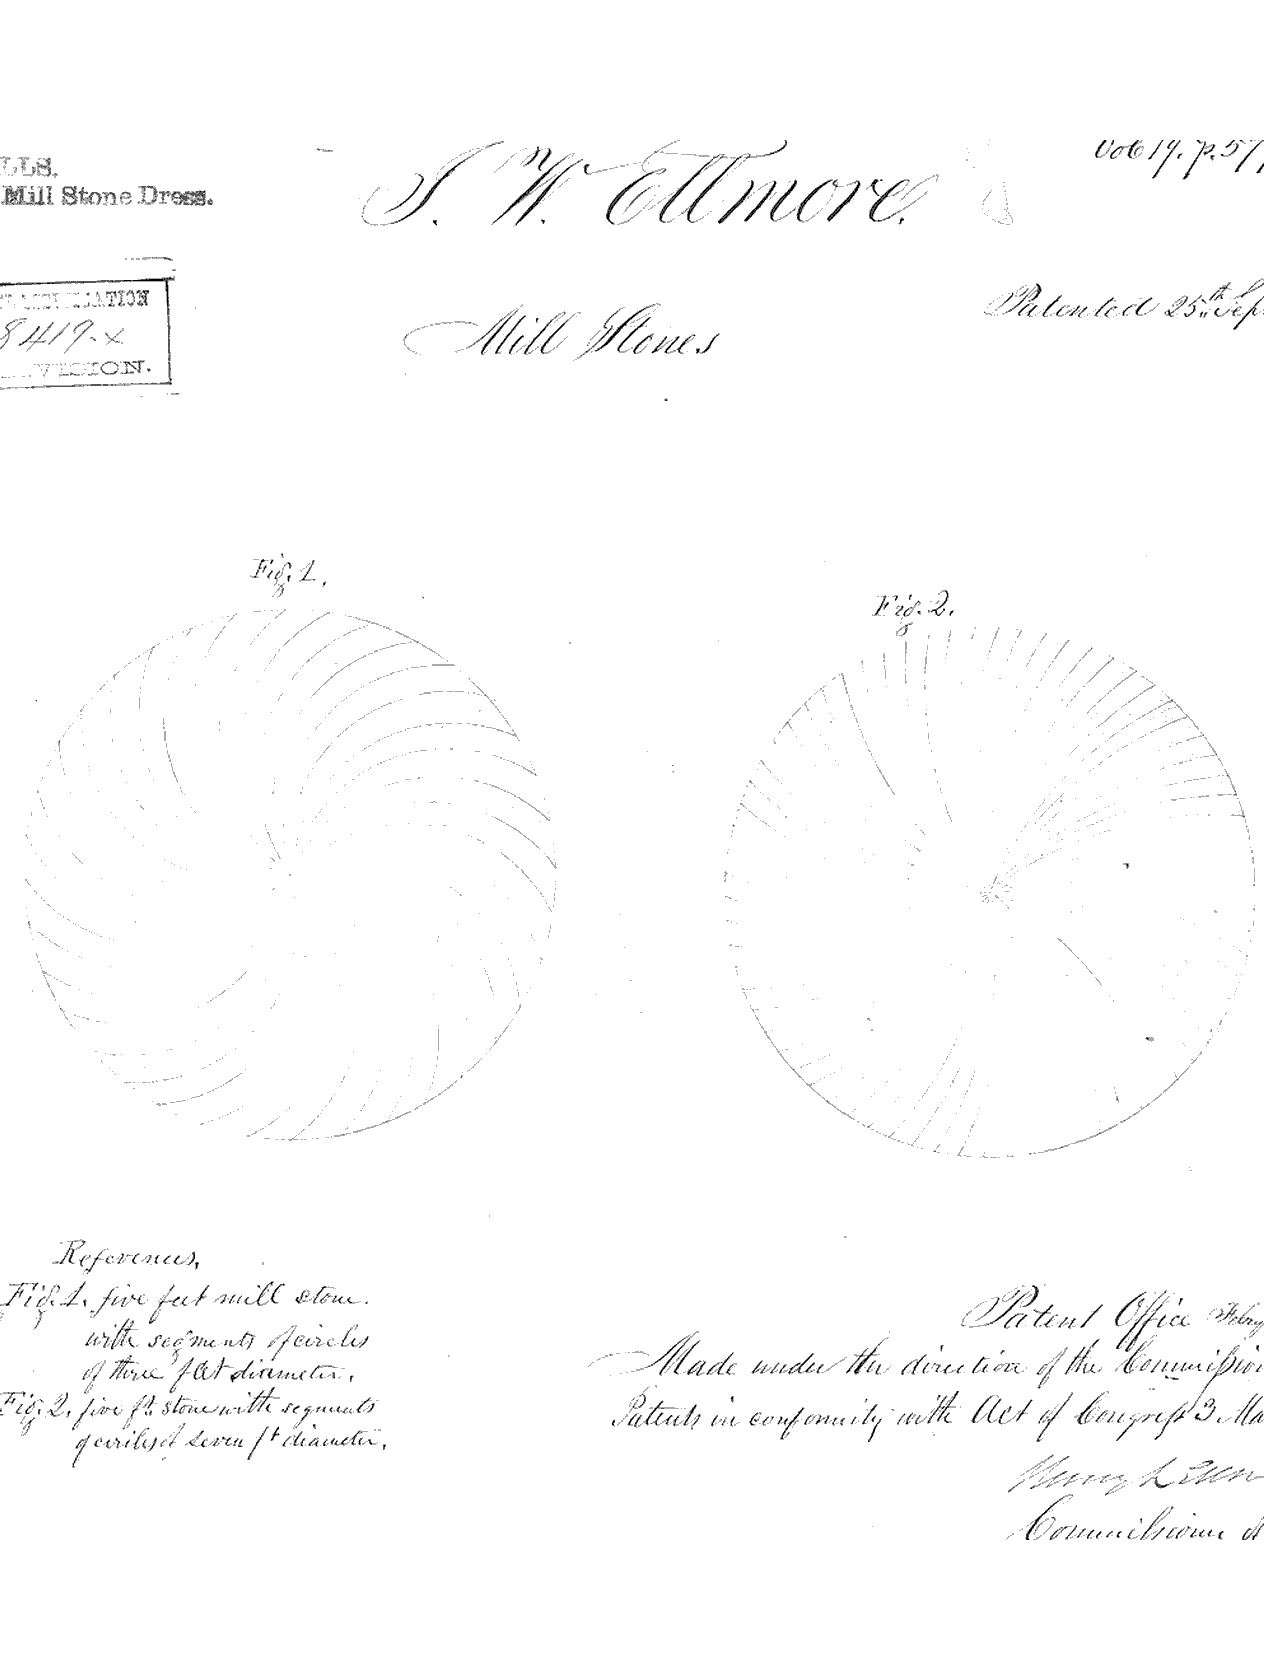 LLS.
Mill Stone Dress.
J. W. Ellmore.
Vol 19. p. 57
8419-X
VISION.
Mill Stones
Patented 25th Sep
Fig. 1.
Fig. 2.
References,
Fig. 1. five feet mill stone.
with segments of circles
of three feet diameter.
Fig. 2. five ft. stone with segments
of circles of seven ft diameter.
Patent Office
Made under the direction of the Commission
Patents in conformity with Act of Congress 3 Ma
Henry L.
Commissioner